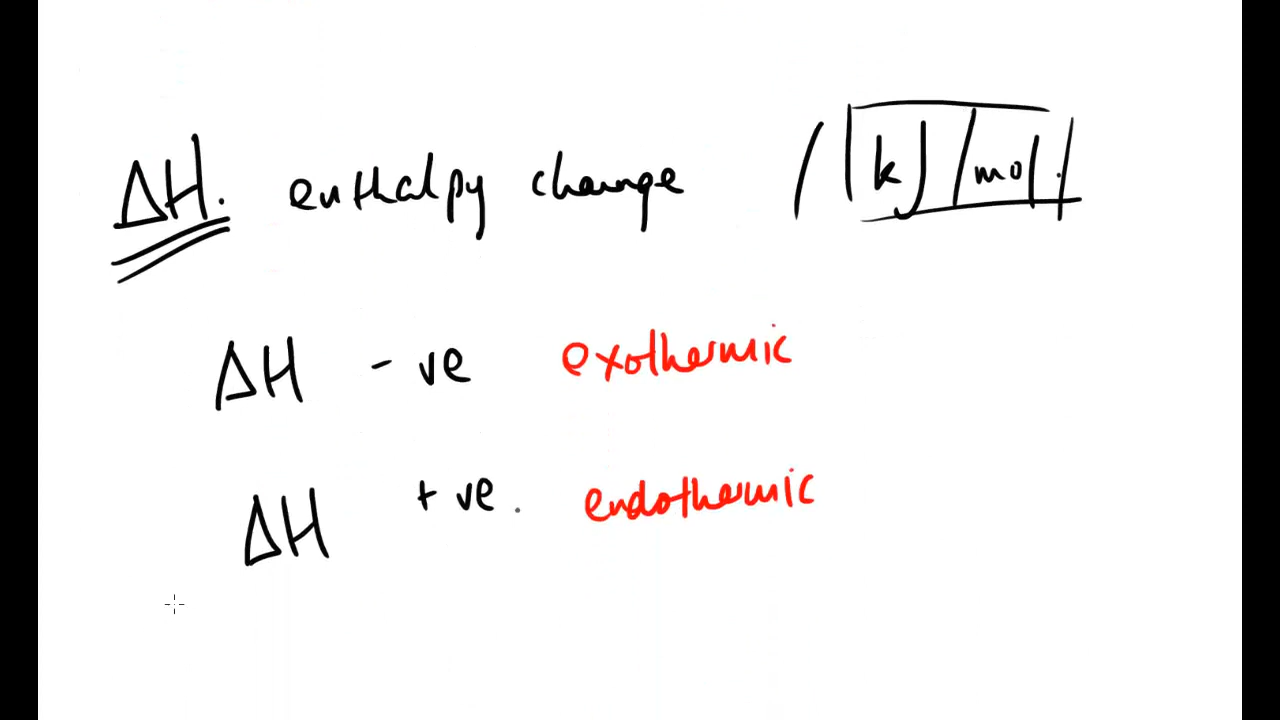 ΔH. enthalpy change / kJ/mol.
ΔH -ve exothermic
ΔH +ve. endothermic